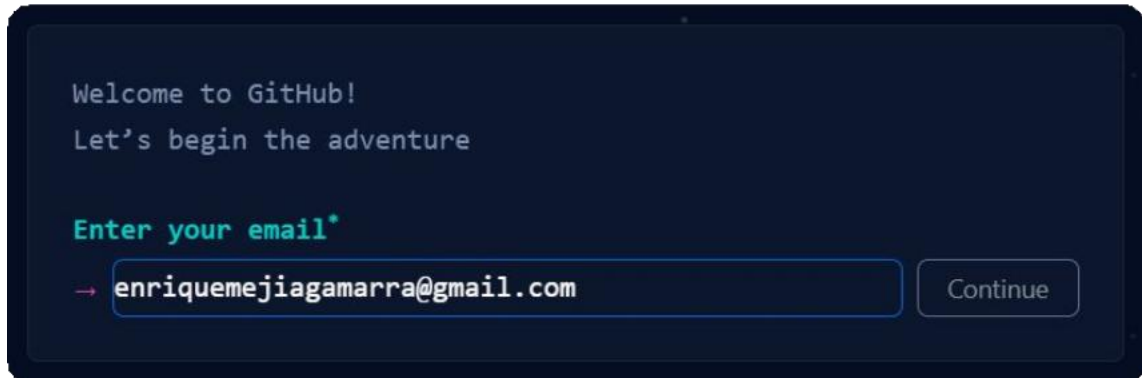 Welcome to GitHub!
Let’s begin the adventure
Enter your email*
→ enriquemejiagamarra@gmail.com Continue